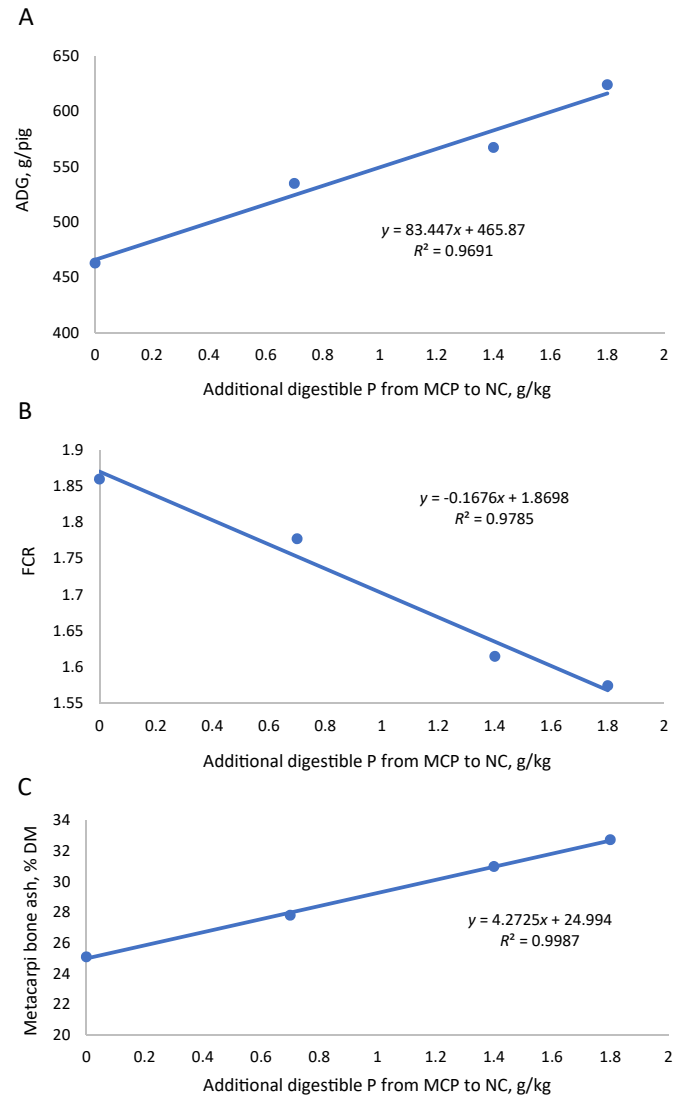 A
650
600
550
500
450
400
ADG, g/pig
y = 83.447x + 465.87
R² = 0.9691
0 0.2 0.4 0.6 0.8 1 1.2 1.4 1.6 1.8 2
Additional digestible P from MCP to NC, g/kg
B
1.9
1.85
1.8
1.75
1.7
1.65
1.6
1.55
FCR
y = -0.1676x + 1.8698
R² = 0.9785
0 0.2 0.4 0.6 0.8 1 1.2 1.4 1.6 1.8 2
Additional digestible P from MCP to NC, g/kg
C
34
32
30
28
26
24
22
20
Metacarpi bone ash, % DM
y = 4.2725x + 24.994
R² = 0.9987
0 0.2 0.4 0.6 0.8 1 1.2 1.4 1.6 1.8 2
Additional digestible P from MCP to NC, g/kg